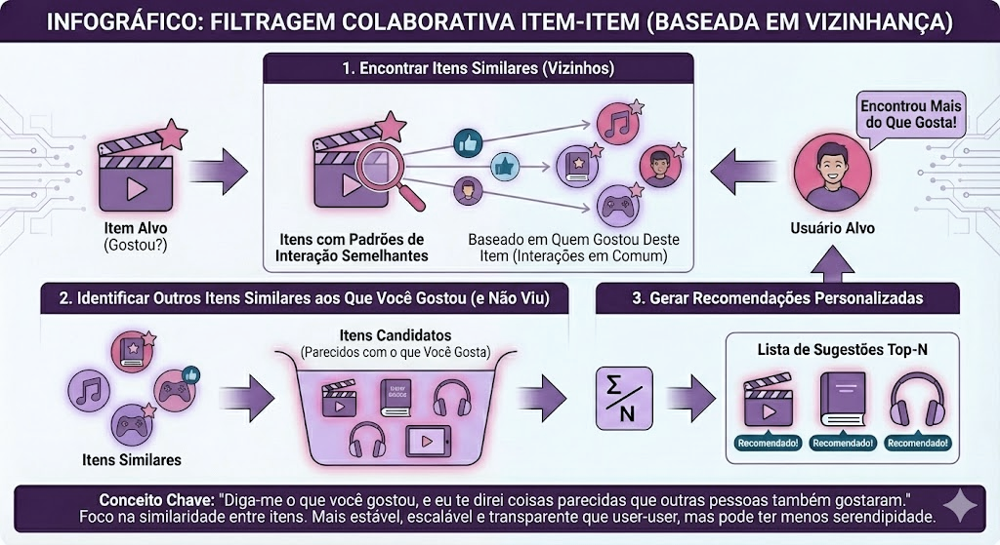 INFOGRÁFICO: FILTRAGEM COLABORATIVA ITEM-ITEM (BASEADA EM VIZINHANÇA)
1. Encontrar Itens Similares (Vizinhos)
Item Alvo
(Gostou?)
Itens com Padrões de
Interação Semelhantes
Baseado em Quem Gostou Deste
Item (Interações em Comum)
Encontrou Mais
do Que Gosta!
Usuário Alvo
2. Identificar Outros Itens Similares aos Que Você Gostou (e Não Viu)
Itens Similares
Itens Candidatos
(Parecidos com o que Você Gosta)
3. Gerar Recomendações Personalizadas
Σ
N
Lista de Sugestões Top-N
Recomendado!
Recomendado!
Recomendado!
Conceito Chave: "Diga-me o que você gostou, e eu te direi coisas parecidas que outras pessoas também gostaram."
Foco na similaridade entre itens. Mais estável, escalável e transparente que user-user, mas pode ter menos serendipidade.